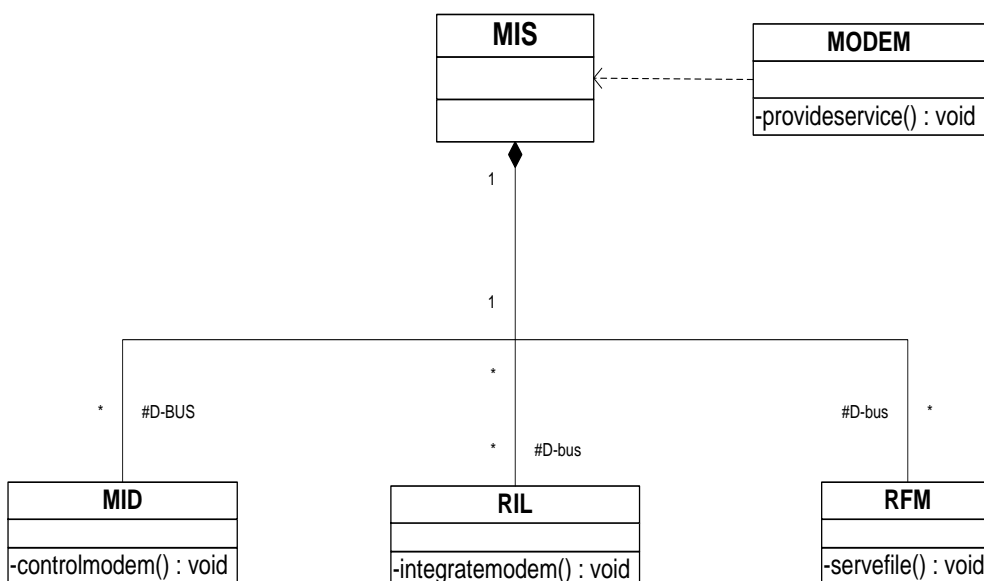 MIS
MODEM
-provideservice() : void
1
1
*
*
#D-BUS
#D-bus
*
*
#D-bus
MID
RIL
RFM
-controlmodem() : void
-integratemodem() : void
-servefile() : void